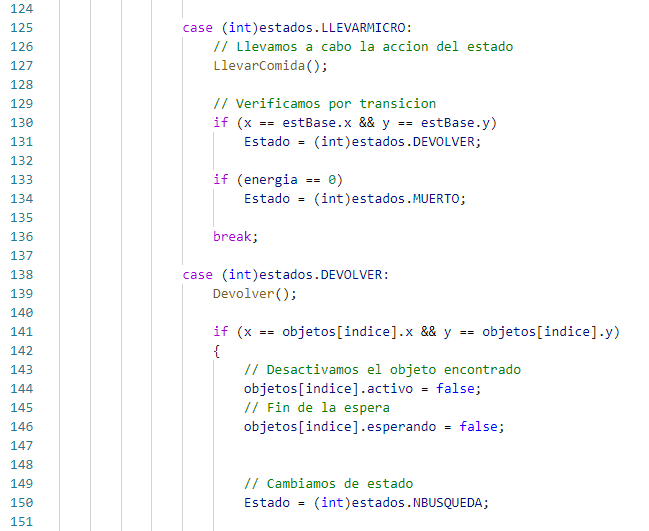 124
125 case (int)estados.LLEVARMICRO:
126 // Llevamos a cabo la accion del estado
127 LlevarComida();
128
129 // Verificamos por transicion
130 if (x == estBase.x && y == estBase.y)
131 Estado = (int)estados.DEVOLVER;
132
133 if (energia == 0)
134 Estado = (int)estados.MUERTO;
135
136 break;
137
138 case (int)estados.DEVOLVER:
139 Devolver();
140
141 if (x == objetos[indice].x && y == objetos[indice].y)
142 {
143 // Desactivamos el objeto encontrado
144 objetos[indice].activo = false;
145 // Fin de la espera
146 objetos[indice].esperando = false;
147
148
149 // Cambiamos de estado
150 Estado = (int)estados.NBUSQUEDA;
151